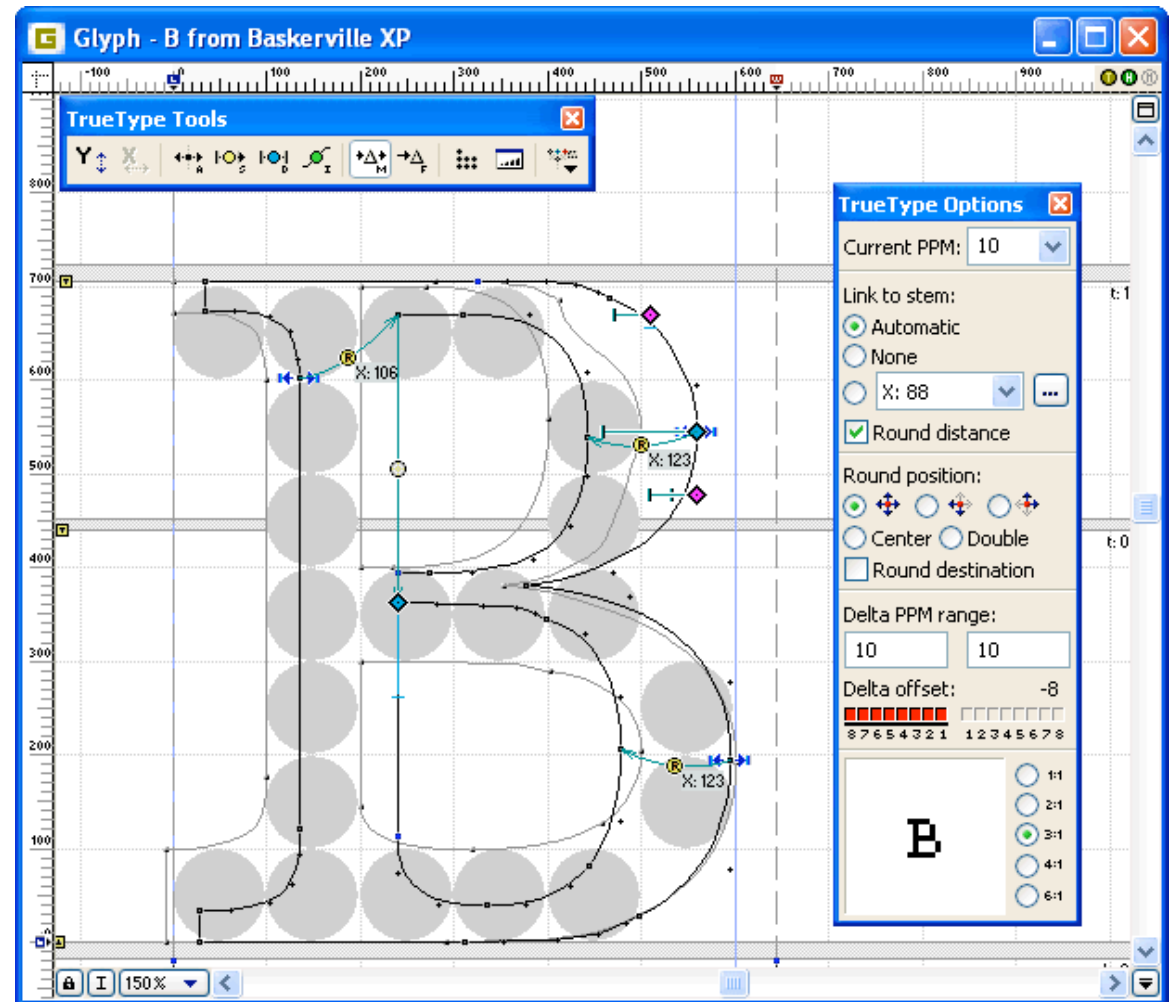 G Glyph - B from Baskerville XP
-100 0 100 200 300 400 500 600 700 800 900 T H M
TrueType Tools
Y X A S D I M F
800
TrueType Options
Current PPM: 10
700
t:1
Link to stem:
Automatic
None
X: 88 ...
Round distance
600
R
X: 106
R
X: 123
500
Round position:
Center Double
t:0
Round destination
400
Delta PPM range:
10 10
300
Delta offset: -8
8 7 6 5 4 3 2 1 1 2 3 4 5 6 7 8
200
R
X: 123
1:1
2:1
B 3:1
4:1
6:1
100
0
I 150%